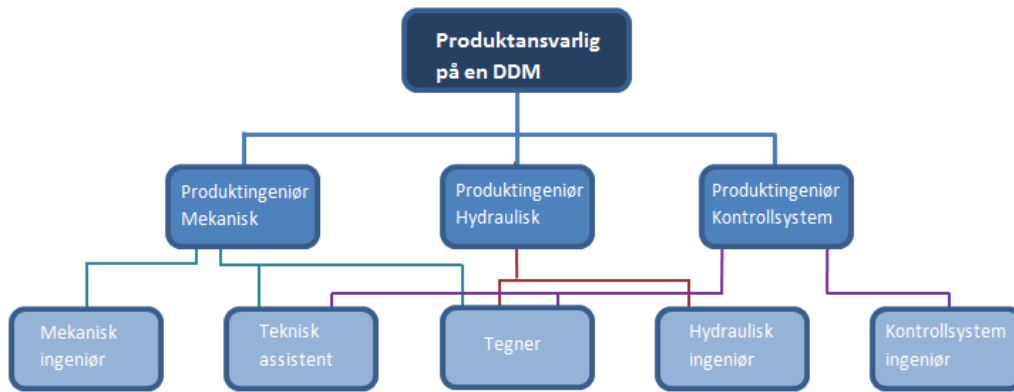 Produktansvarlig
på en DDM
Produktingeniør
Mekanisk
Produktingeniør
Hydraulisk
Produktingeniør
Kontrollsystem
Mekanisk
ingeniør
Teknisk
assistent
Tegner
Hydraulisk
ingeniør
Kontrollsystem
ingeniør